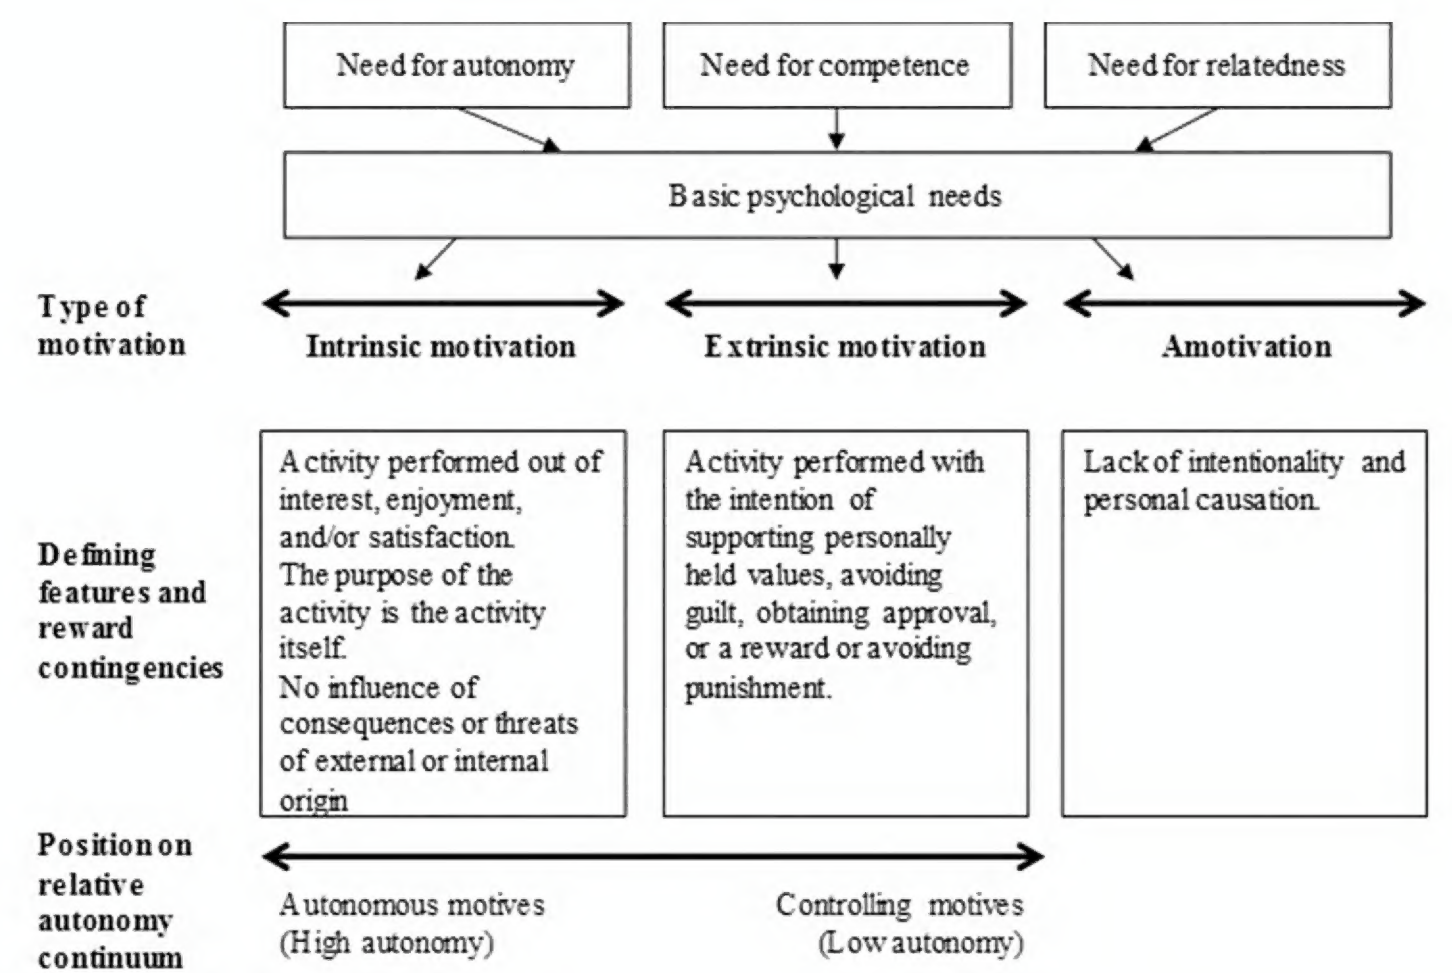 Need for autonomy
Need for competence
Need for relatedness
Basic psychological needs
Type of
motivation
Intrinsic motivation
Extrinsic motivation
Amotivation
Defining
features and
reward
contingencies
Activity performed out of
interest, enjoyment,
and/or satisfaction.
The purpose of the
activity is the activity
itself.
No influence of
consequences or threats
of external or internal
origin
Activity performed with
the intention of
supporting personally
held values, avoiding
guilt, obtaining approval,
or a reward or avoiding
punishment.
Lack of intentionality and
personal causation.
Position on
relative
autonomy
continuum
Autonomous motives
(High autonomy)
Controlling motives
(Low autonomy)